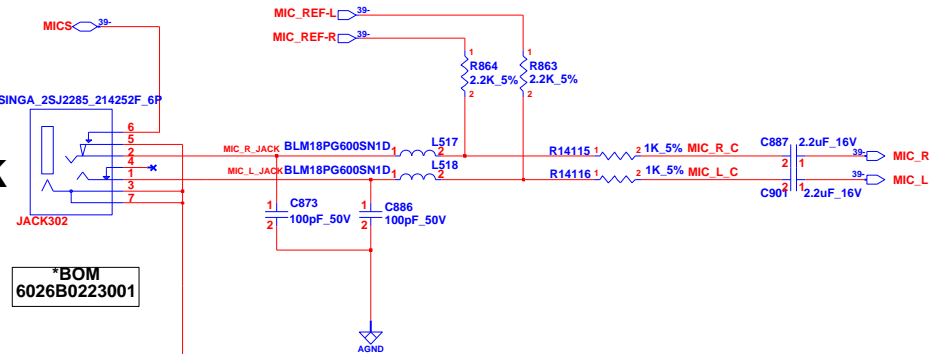 MIC_REF-L 39-
MICS 39-
MIC_REF-R 39-
1 1
R864 R863
2.2K_5% 2.2K_5%
2 2
SINGA_2SJ2285_214252F_6P
6
5
2 MIC_R_JACK BLM18PG600SN1D 1 2 L517 R14115 1 2 1K_5% MIC_R_C C887 2 1 2.2uF_16V 39- MIC_R
4
1 MIC_L_JACK BLM18PG600SN1D 1 2 L518 R14116 1 2 1K_5% MIC_L_C C901 2 1 2.2uF_16V 39- MIC_L
3
7
K
JACK302
1 C873 1 C886
2 100pF_50V 2 100pF_50V
*BOM
6026B0223001
AGND